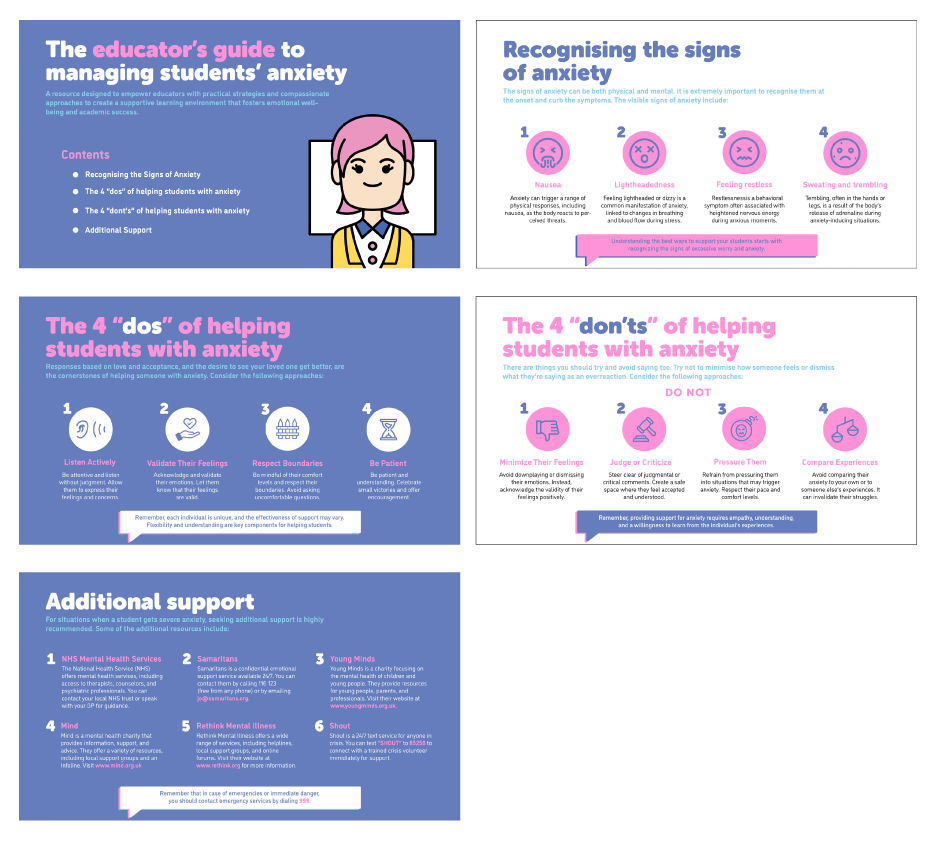 The educator's guide to
managing students' anxiety
A resource designed to empower educators with practical strategies and compassionate
approaches to create a supportive learning environment that fosters emotional well-
being and academic success.
Contents
Recognising the Signs of Anxiety
The 4 "dos" of helping students with anxiety
The 4 "dont's" of helping students with anxiety
Additional Support
Recognising the signs
of anxiety
The signs of anxiety can be both physical and mental. it is extremely important to recognise them at
the onset and curb the symptoms. The visible signs of anxiety include:
1
Nausea
Anxiety can trigger a range of
physical responses, including
nausea, as the body reacts to per-
ceived threats.
2
Lightheadedness
Feeling lightheaded or dizzy is a
common manifestation of anxiety,
linked to changes in breathing
and blood flow during stress.
3
Feeling restless
Restlessness is a behavioral
symptom often associated with
heightened nervous energy
during anxious moments.
4
Sweating and trembling
Tembling, often in the hands or
legs, is a result of the body's
release of adrenaline during
anxiety-inducing situations.
Understanding the best ways to support your students starts with
recognizing the signs of excessive worry and anxiety.
The 4 "dos" of helping
students with anxiety
Responses based on love and acceptance, and the desire to see your loved one get better, are
the cornerstones of helping someone with anxiety. Consider the following approaches:
1
Listen Actively
Be attentive and listen
without judgment. Allow
them to express their
feelings and concerns.
2
Validate Their Feelings
Acknowledge and validate
their emotions. Let them
know that their feelings
are valid.
3
Respect Boundaries
Be mindful of their comfort
levels and respect their
boundaries. Avoid asking
uncomfortable questions.
4
Be Patient
Be patient and
understanding. Celebrate
small victories and offer
encouragement.
Remember, each individual is unique, and the effectiveness of support may vary.
Flexibility and understanding are key components for helping students.
The 4 "don'ts" of helping
students with anxiety
There are things you should try and avoid saying too. Try not to minimise how someone feels or dismiss
what they're saying as an overreaction. Consider the following approaches:
DO NOT
1
Minimize Their Feelings
Avoid downplaying or dismissing
their emotions. Instead,
acknowledge the validity of their
feelings positively.
2
Judge or Criticize
Steer clear of judgmental or
critical comments. Create a safe
space where they feel accepted
and understood.
3
Pressure Them
Refrain from pressuring them
into situations that may trigger
anxiety. Respect their pace and
comfort levels.
4
Compare Experiences
Avoid comparing their
anxiety to your own or to
someone else's experiences. It
can invalidate their struggles.
Remember, providing support for anxiety requires empathy, understanding,
and a willingness to learn from the individual's experiences.
Additional support
For situations when a student gets severe anxiety, seeking additional support is highly
recommended. Some of the additional resources include:
1 NHS Mental Health Services
The National Health Service (NHS)
offers mental health services, including
access to therapists, counselors, and
psychiatric professionals. You can
contact your local NHS trust or speak
with your GP for guidance.
2 Samaritans
Samaritans is a confidential emotional
support service available 24/7. You can
contact them by calling 116 123
(free from any phone) or by emailing
jo@samaritans.org.
3 Young Minds
Young Minds is a charity focusing on
the mental health of children and
young people. They provide resources
for young people, parents, and
professionals. Visit their website at
www.youngminds.org.uk
4 Mind
Mind is a mental health charity that
provides information, support, and
advice. They offer a variety of resources,
including local support groups and an
Infoline. Visit www.mind.org.uk
5 Rethink Mental Illness
Rethink Mental Illness offers a wide
range of services, including helplines,
local support groups, and online
forums. Visit their website at
www.rethink.org for more information.
6 Shout
Shout is a 24/7 text service for anyone in
crisis. You can text "SHOUT" to 85258 to
connect with a trained crisis volunteer
immediately for support.
Remember that in case of emergencies or immediate danger,
you should contact emergency services by dialing 999.